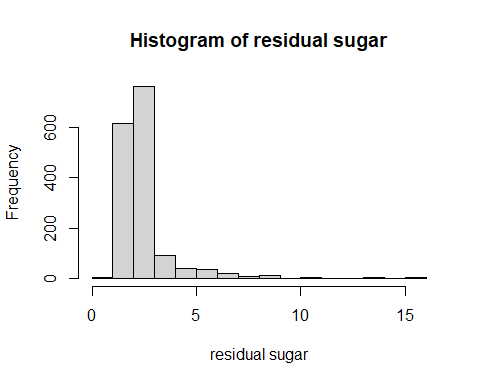 Histogram of residual sugar
Frequency
600
400
200
0
0 5 10 15
residual sugar